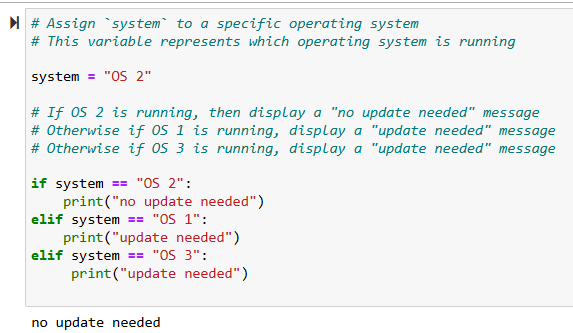 # Assign `system` to a specific operating system
# This variable represents which operating system is running
system = "OS 2"
# If OS 2 is running, then display a "no update needed" message
# Otherwise if OS 1 is running, display a "update needed" message
# Otherwise if OS 3 is running, display a "update needed" message
if system == "OS 2":
    print("no update needed")
elif system == "OS 1":
    print("update needed")
elif system == "OS 3":
     print("update needed")
no update needed